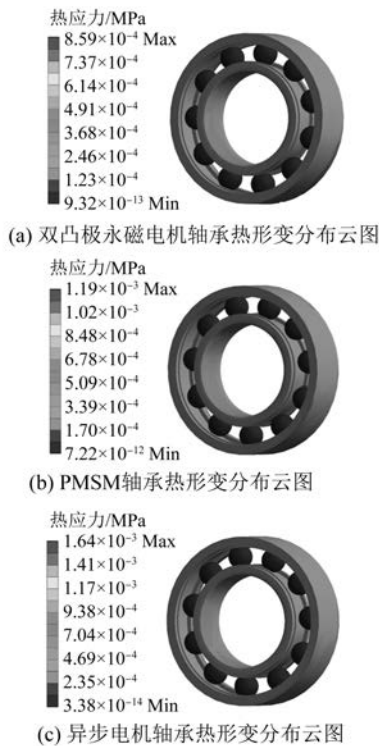 热应力/MPa
8.59×10⁻⁴ Max
7.37×10⁻⁴
6.14×10⁻⁴
4.91×10⁻⁴
3.68×10⁻⁴
2.46×10⁻⁴
1.23×10⁻⁴
9.32×10⁻¹³ Min
(a) 双凸极永磁电机轴承热形变分布云图
热应力/MPa
1.19×10⁻³ Max
1.02×10⁻³
8.48×10⁻⁴
6.78×10⁻⁴
5.09×10⁻⁴
3.39×10⁻⁴
1.70×10⁻⁴
7.22×10⁻¹² Min
(b) PMSM轴承热形变分布云图
热应力/MPa
1.64×10⁻³ Max
1.41×10⁻³
1.17×10⁻³
9.38×10⁻⁴
7.04×10⁻⁴
4.69×10⁻⁴
2.35×10⁻⁴
3.38×10⁻¹⁴ Min
(c) 异步电机轴承热形变分布云图